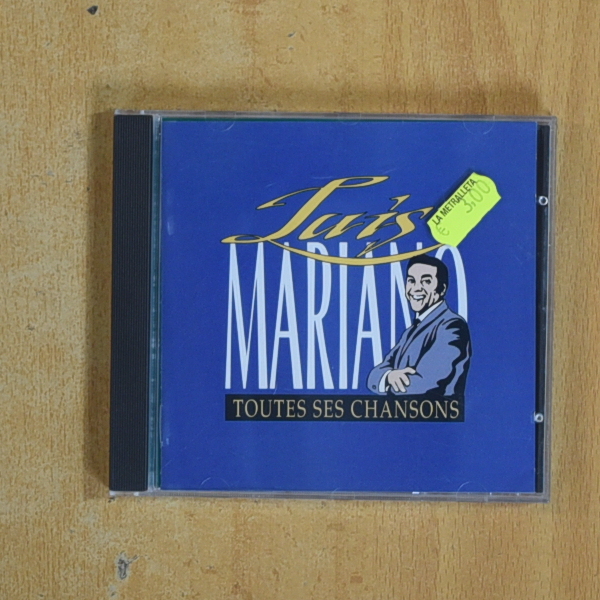 Luis
MARIANO
TOUTES SES CHANSONS
LA METRALLETA
€ 3,00